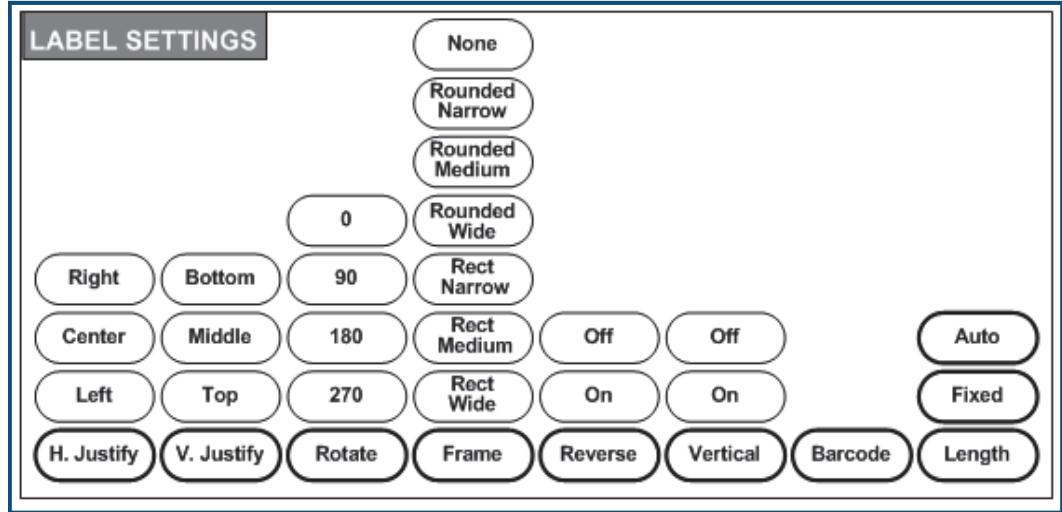 LABEL SETTINGS
None
Rounded
Narrow
Rounded
Medium
0
Rounded
Wide
Right
Bottom
90
Rect
Narrow
Center
Middle
180
Rect
Medium
Off
Off
Auto
Left
Top
270
Rect
Wide
On
On
Fixed
H. Justify
V. Justify
Rotate
Frame
Reverse
Vertical
Barcode
Length